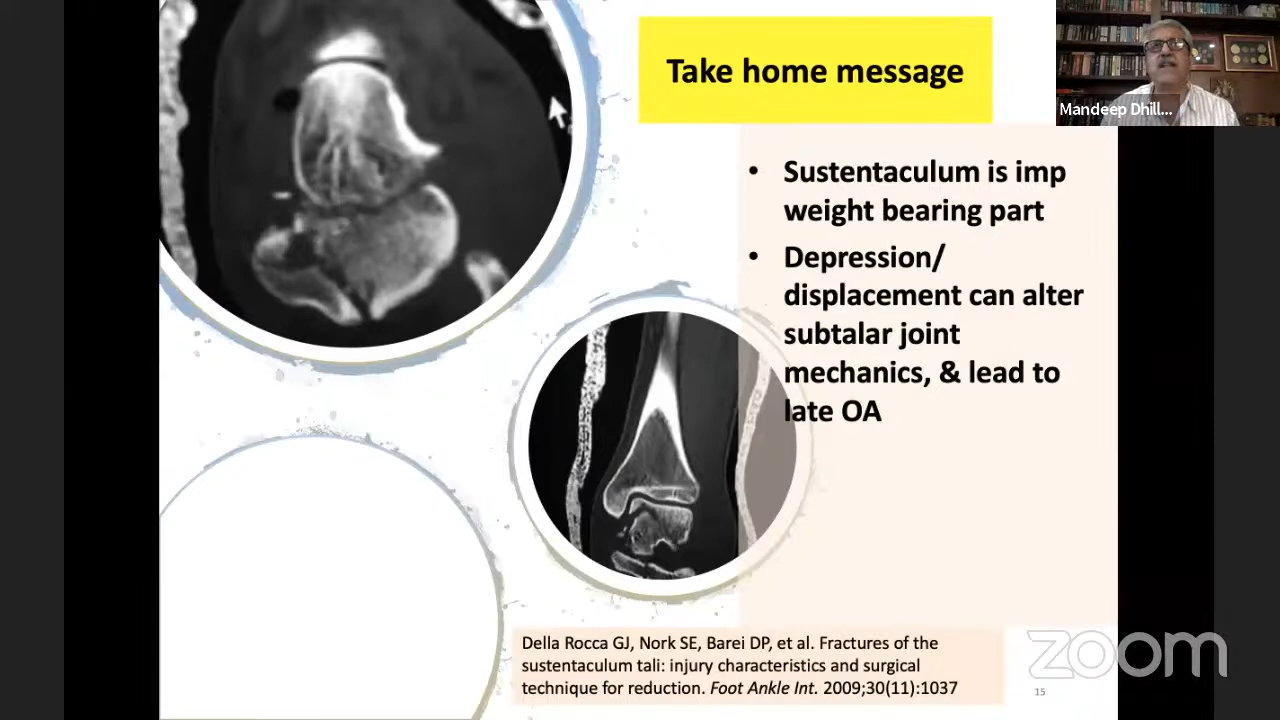 Take home message
Mandeep Dhill...
• Sustentaculum is imp
weight bearing part
• Depression/
displacement can alter
subtalar joint
mechanics, & lead to
late OA
Della Rocca GJ, Nork SE, Barei DP, et al. Fractures of the
sustentaculum tali: injury characteristics and surgical
technique for reduction. Foot Ankle Int. 2009;30(11):1037
zoom
15